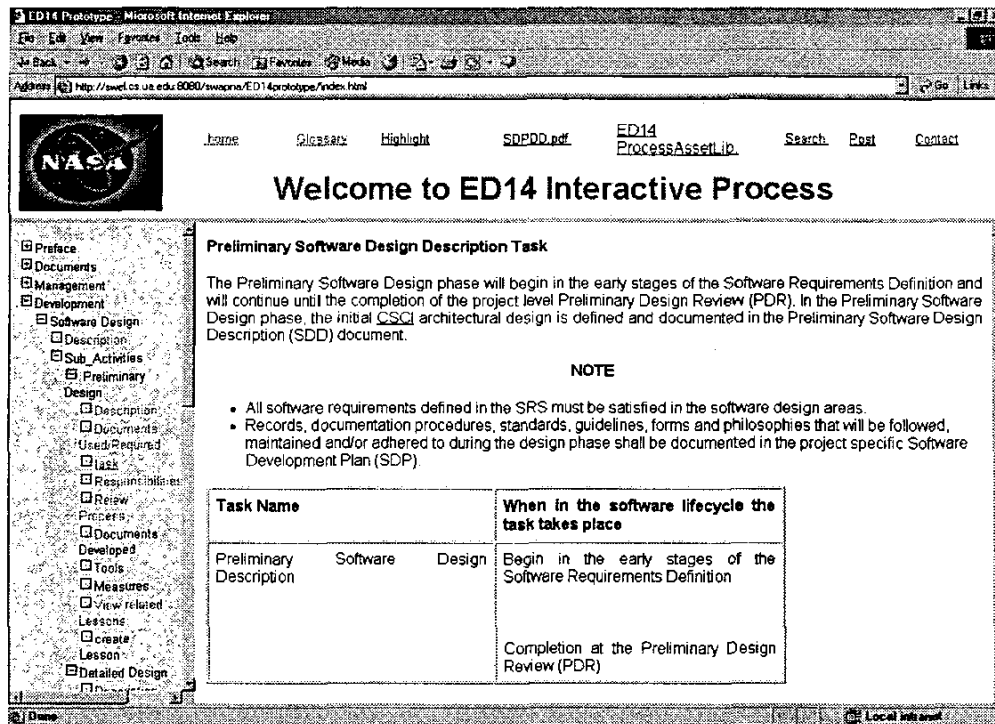 ED14 Prototype - Microsoft Internet Explorer
File Edit View Favorites Tools Help
Back Search Favorites Media
Address http://swel.cs.ua.edu:8080/swapna/ED14prototype/index.html Go Links
NASA
home Glossary Highlight SDPDD.pdf ED14 ProcessAssetLib. Search Post Contact
Welcome to ED14 Interactive Process
Preface
Documents
Management
Development
Software Design
Description
Sub_Activities
Preliminary
Design
Description
Documents
Used/Required
Task
Responsibilities
Reiew
Process
Documents
Developed
Tools
Measures
View related
Lessons
create
Lesson
Detailed Design
Preliminary Software Design Description Task
The Preliminary Software Design phase will begin in the early stages of the Software Requirements Definition and
will continue until the completion of the project level Preliminary Design Review (PDR). In the Preliminary Software
Design phase, the initial CSCI architectural design is defined and documented in the Preliminary Software Design
Description (SDD) document.
NOTE
• All software requirements defined in the SRS must be satisfied in the software design areas.
• Records, documentation procedures, standards, guidelines, forms and philosophies that will be followed,
maintained and/or adhered to during the design phase shall be documented in the project specific Software
Development Plan (SDP).
Task Name
When in the software lifecycle the
task takes place
Preliminary Software Design
Description
Begin in the early stages of the
Software Requirements Definition
Completion at the Preliminary Design
Review (PDR)
Done
Local intranet